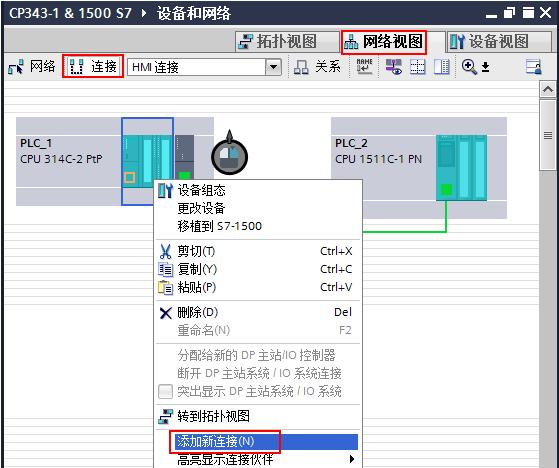 CP343-1 & 1500 S7 ▸ 设备和网络
拓扑视图 网络视图 设备视图
网络 连接 HMI 连接 关系 NAME
PLC_1
CPU 314C-2 PtP
PLC_2
CPU 1511C-1 PN
设备组态
更改设备
移植到 S7-1500
剪切(T) Ctrl+X
复制(Y) Ctrl+C
粘贴(P) Ctrl+V
删除(D) Del
重命名(N) F2
分配给新的 DP 主站/IO 控制器
断开 DP 主站系统 / IO 系统连接
突出显示 DP 主站系统 / IO 系统
转到拓扑视图
添加新连接(N)
高亮显示连接伙伴